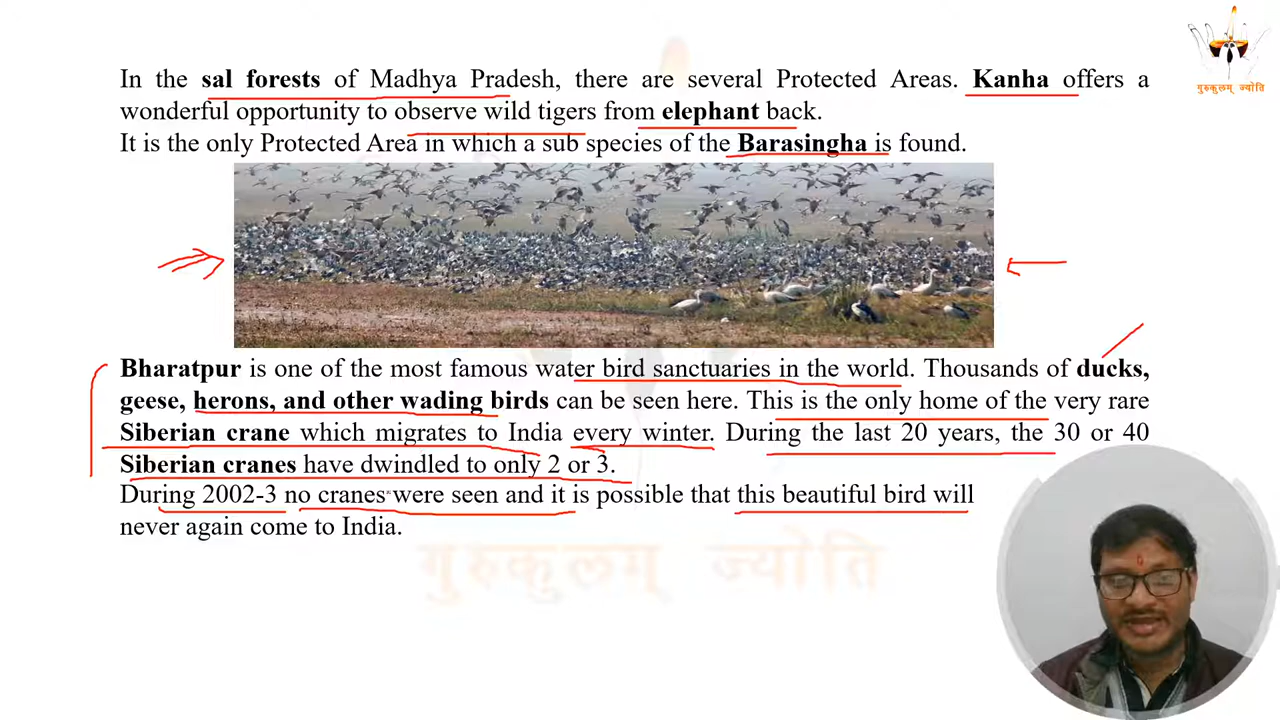 गुरुकुलम् ज्योति
In the sal forests of Madhya Pradesh, there are several Protected Areas. Kanha offers a
wonderful opportunity to observe wild tigers from elephant back.
It is the only Protected Area in which a sub species of the Barasingha is found.
Bharatpur is one of the most famous water bird sanctuaries in the world. Thousands of ducks,
geese, herons, and other wading birds can be seen here. This is the only home of the very rare
Siberian crane which migrates to India every winter. During the last 20 years, the 30 or 40
Siberian cranes have dwindled to only 2 or 3.
During 2002-3 no cranes were seen and it is possible that this beautiful bird will
never again come to India.
गुरुकुलम् ज्योति